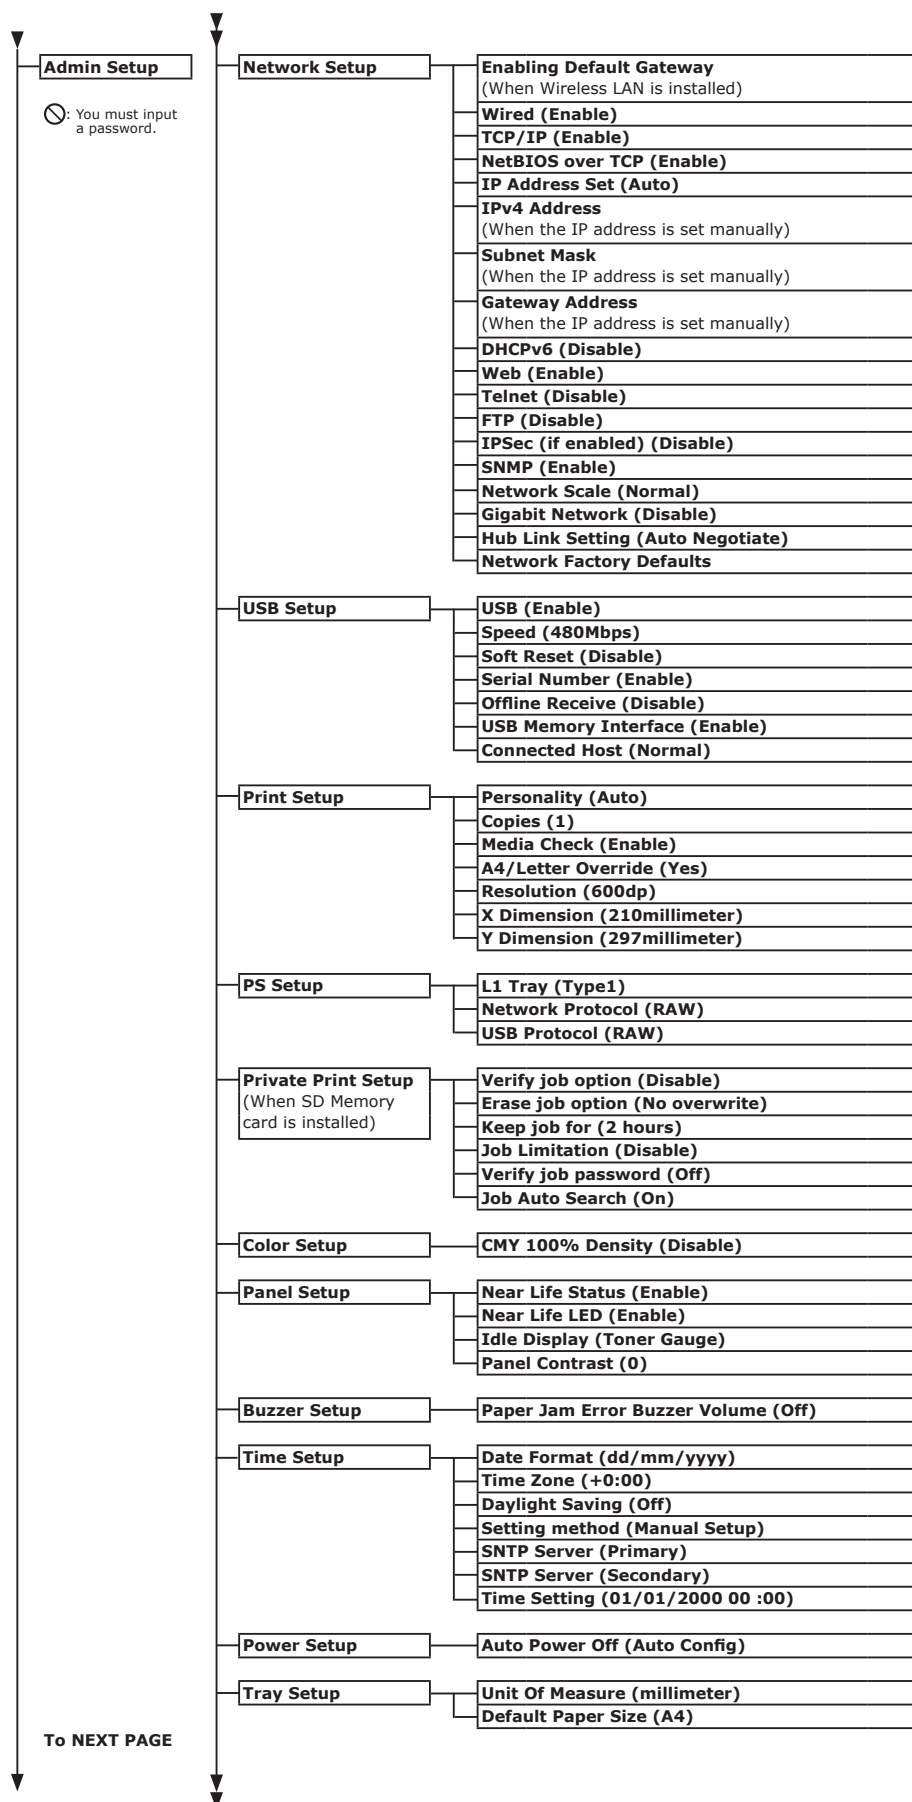 Admin Setup
: You must input
a password.
Network Setup
Enabling Default Gateway
(When Wireless LAN is installed)
Wired (Enable)
TCP/IP (Enable)
NetBIOS over TCP (Enable)
IP Address Set (Auto)
IPv4 Address
(When the IP address is set manually)
Subnet Mask
(When the IP address is set manually)
Gateway Address
(When the IP address is set manually)
DHCPv6 (Disable)
Web (Enable)
Telnet (Disable)
FTP (Disable)
IPSec (if enabled) (Disable)
SNMP (Enable)
Network Scale (Normal)
Gigabit Network (Disable)
Hub Link Setting (Auto Negotiate)
Network Factory Defaults
USB Setup
USB (Enable)
Speed (480Mbps)
Soft Reset (Disable)
Serial Number (Enable)
Offline Receive (Disable)
USB Memory Interface (Enable)
Connected Host (Normal)
Print Setup
Personality (Auto)
Copies (1)
Media Check (Enable)
A4/Letter Override (Yes)
Resolution (600dp)
X Dimension (210millimeter)
Y Dimension (297millimeter)
PS Setup
L1 Tray (Type1)
Network Protocol (RAW)
USB Protocol (RAW)
Private Print Setup
(When SD Memory
card is installed)
Verify job option (Disable)
Erase job option (No overwrite)
Keep job for (2 hours)
Job Limitation (Disable)
Verify job password (Off)
Job Auto Search (On)
Color Setup
CMY 100% Density (Disable)
Panel Setup
Near Life Status (Enable)
Near Life LED (Enable)
Idle Display (Toner Gauge)
Panel Contrast (0)
Buzzer Setup
Paper Jam Error Buzzer Volume (Off)
Time Setup
Date Format (dd/mm/yyyy)
Time Zone (+0:00)
Daylight Saving (Off)
Setting method (Manual Setup)
SNTP Server (Primary)
SNTP Server (Secondary)
Time Setting (01/01/2000 00 :00)
Power Setup
Auto Power Off (Auto Config)
Tray Setup
Unit Of Measure (millimeter)
Default Paper Size (A4)
To NEXT PAGE